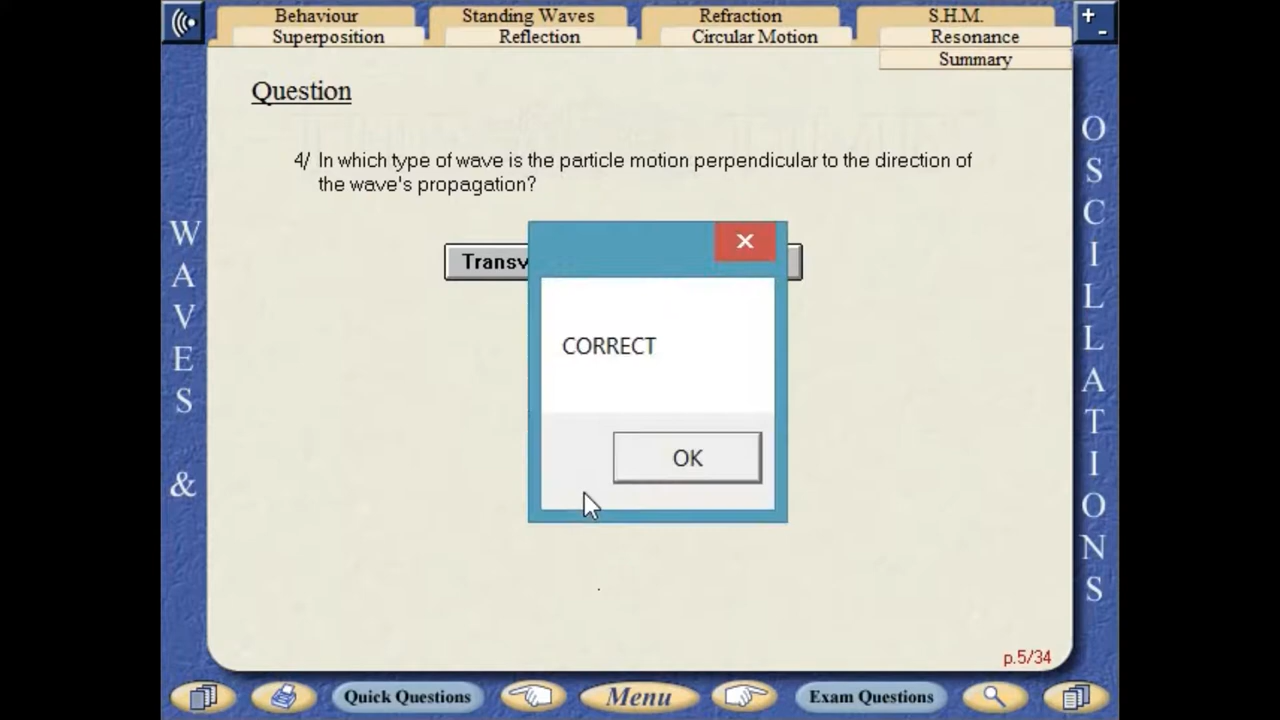 Behaviour
Standing Waves
Refraction
S.H.M.
+
-
Superposition
Reflection
Circular Motion
Resonance
Summary
Question
4/ In which type of wave is the particle motion perpendicular to the direction of
the wave's propagation?
Transv
X
CORRECT
OK
WAVES &
OSCILLATIONS
p.5/34
Quick Questions
Menu
Exam Questions